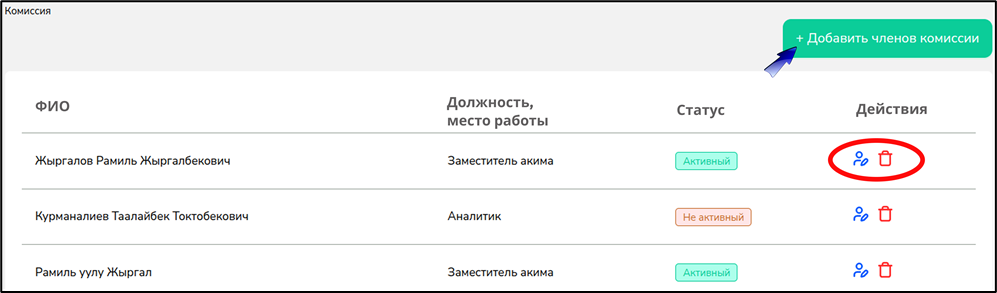 Комиссия
+ Добавить членов комиссии
ФИО
Должность,
место работы
Статус
Действия
Жыргалов Рамиль Жыргалбекович
Заместитель акима
Активный
Курманалиев Таалайбек Токтобекович
Аналитик
Не активный
Рамиль уулу Жыргал
Заместитель акима
Активный